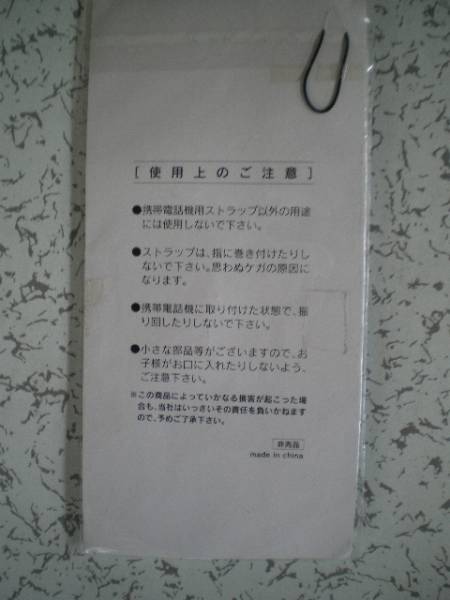 [使用上のご注意]
●携帯電話機用ストラップ以外の用途
には使用しないで下さい。
●ストラップは、指に巻き付けたりし
ないで下さい。思わぬケガの原因に
なります。
●携帯電話機に取り付けた状態で、振
り回したりしないで下さい。
●小さな部品等がございますので、お
子様がお口に入れたりしないよう、
ご注意下さい。
※この商品によっていかなる損害が起こった場
合も、当社はいっさいその責任を負いかねます
ので、予めご了承下さい。
非売品
made in china